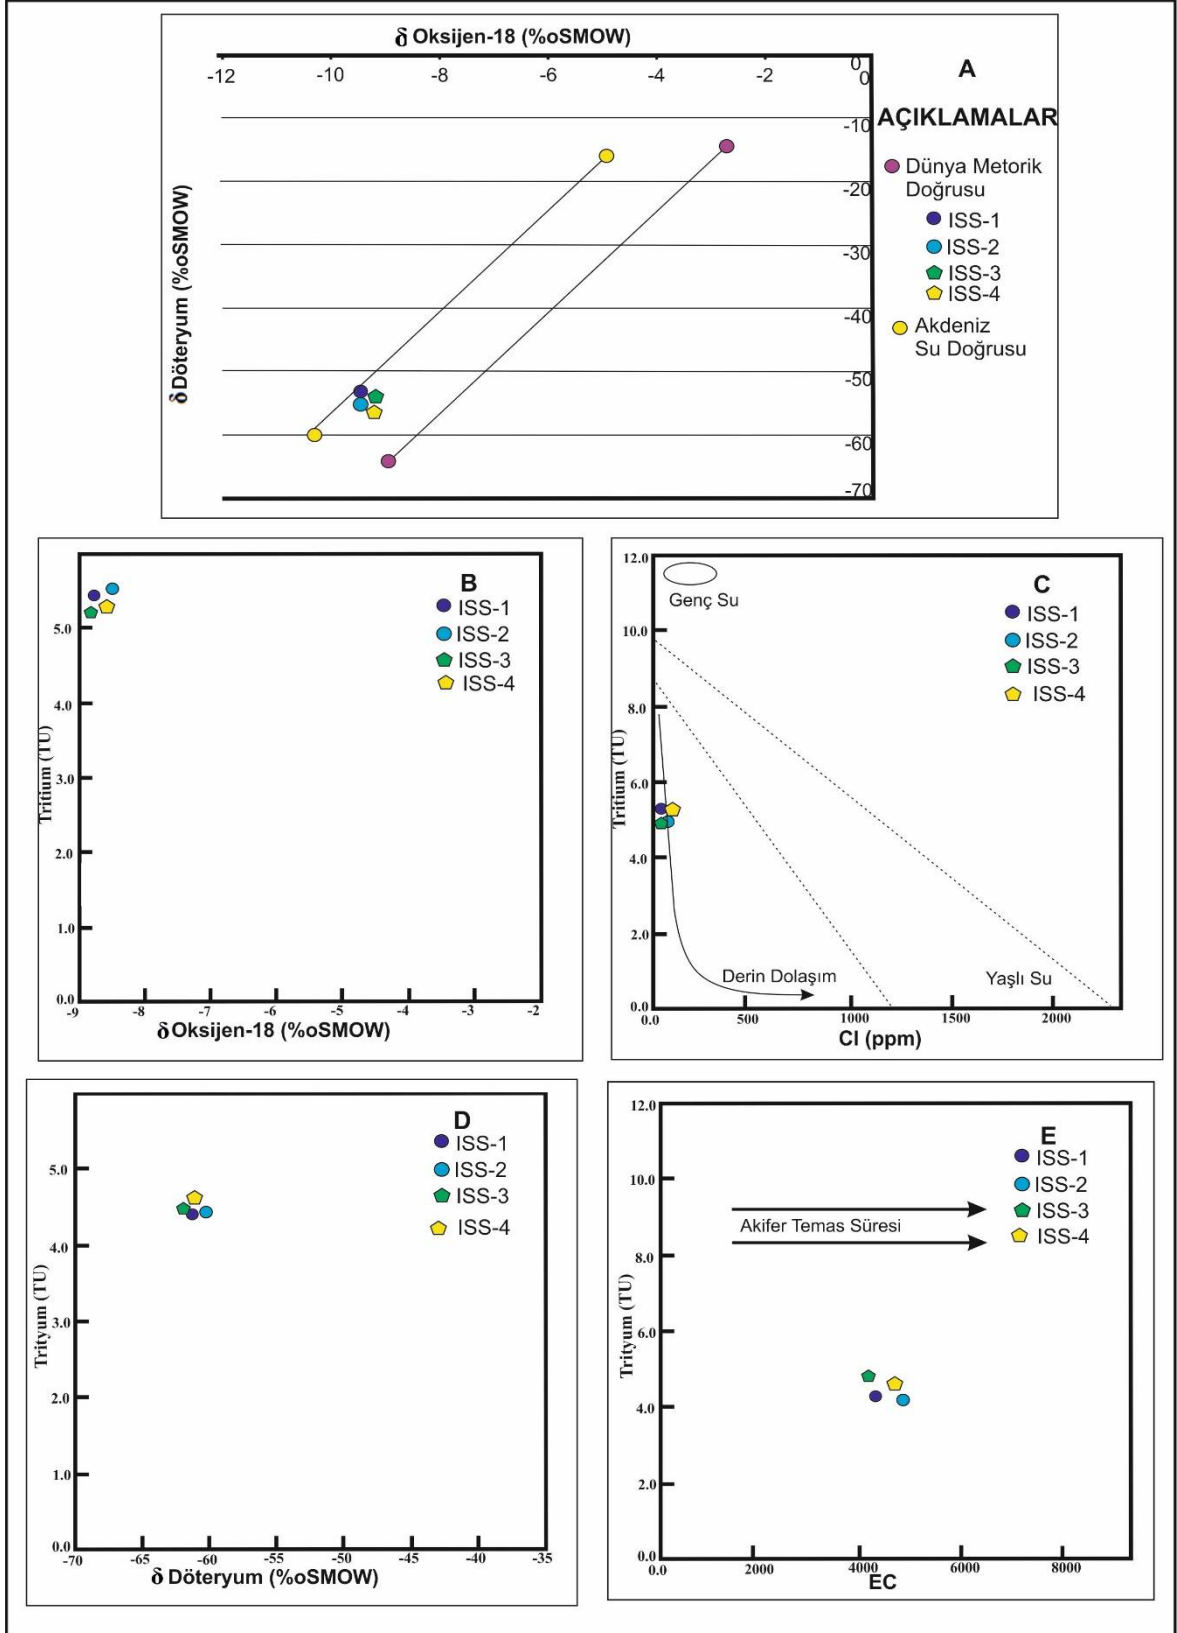 δ Oksijen-18 (%oSMOW)
-12 -10 -8 -6 -4 -2 0
0
-10
-20
-30
-40
-50
-60
-70
δ Döteryum (%oSMOW)
A
AÇIKLAMALAR
Dünya Metorik
Doğrusu
ISS-1
ISS-2
ISS-3
ISS-4
Akdeniz
Su Doğrusu
B
ISS-1
ISS-2
ISS-3
ISS-4
5.0
4.0
3.0
2.0
1.0
0.0
Tritium (TU)
-9 -8 -7 -6 -5 -4 -3 -2
δ Oksijen-18 (%oSMOW)
C
ISS-1
ISS-2
ISS-3
ISS-4
12.0
10.0
8.0
6.0
4.0
2.0
0.0
Tritium (TU)
Genç Su
Derin Dolaşım
Yaşlı Su
0.0 500 1000 1500 2000
Cl (ppm)
D
ISS-1
ISS-2
ISS-3
ISS-4
5.0
4.0
3.0
2.0
1.0
0.0
Trityum (TU)
-70 -65 -60 -55 -50 -45 -40 -35
δ Döteryum (%oSMOW)
E
ISS-1
ISS-2
ISS-3
ISS-4
12.0
10.0
8.0
6.0
4.0
2.0
0.0
Trityum (TU)
Akifer Temas Süresi
0.0 2000 4000 6000 8000
EC